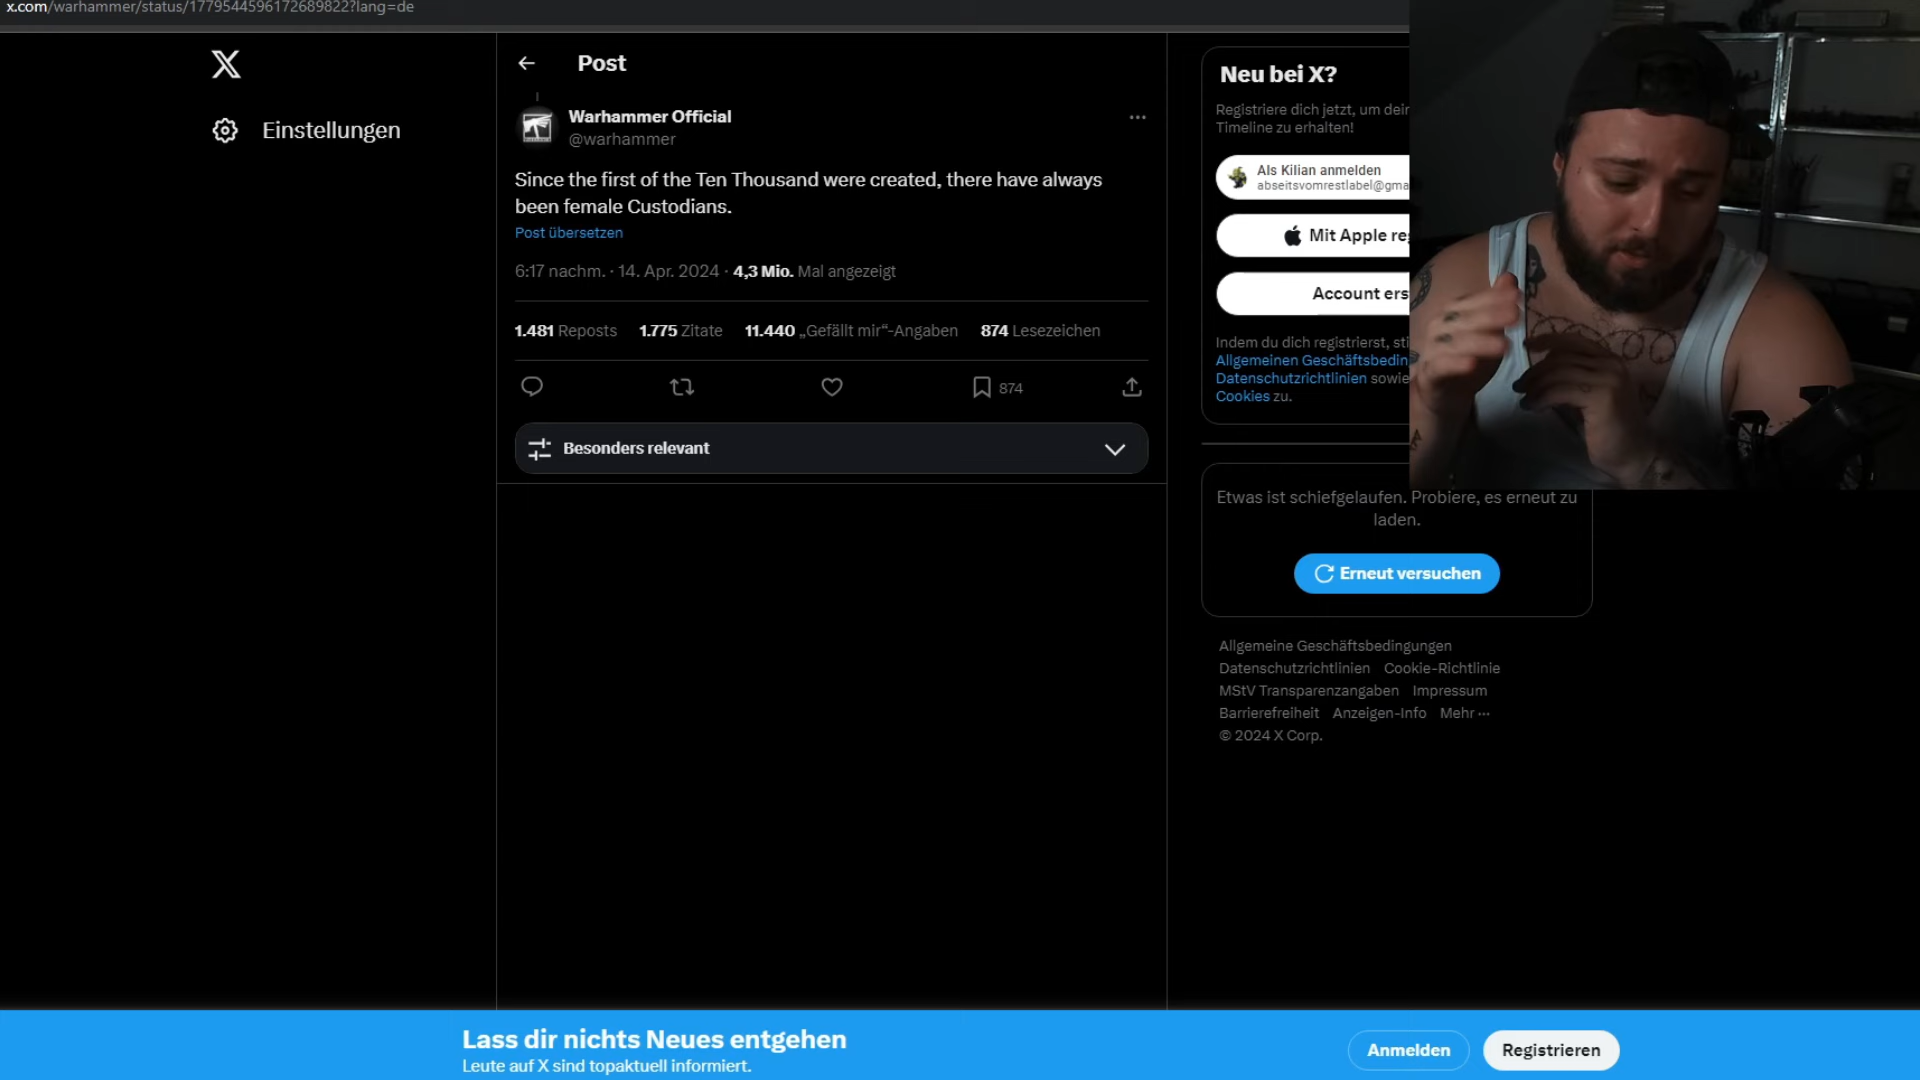 x.com/warhammer/status/1779544596172689822?lang=de
Post
Neu bei X?
Registriere dich jetzt, um
Timeline zu erhalten!
Einstellungen
Warhammer Official
@warhammer
Als Kilian anmelden
abseitsvomrestlabel@gma
Since the first of the Ten Thousand were created, there have always
been female Custodians.
Post übersetzen
Mit Apple
6:17 nachm. · 14. Apr. 2024 · 4,3 Mio. Mal angezeigt
Account
1.481 Reposts 1.775 Zitate 11.440 „Gefällt mir“-Angaben 874 Lesezeichen
Indem du dich registrierst,
Allgemeinen
Datenschutzrichtlinien sowie
Cookies zu.
874
Besonders relevant
Etwas ist schiefgelaufen. Probiere, es erneut zu
laden.
Erneut versuchen
Allgemeine Geschäftsbedingungen
Datenschutzrichtlinien Cookie-Richtlinie
MStV Transparenzangaben Impressum
Barrierefreiheit Anzeigen-Info Mehr ···
© 2024 X Corp.
Lass dir nichts Neues entgehen
Leute auf X sind topaktuell informiert.
Anmelden
Registrieren